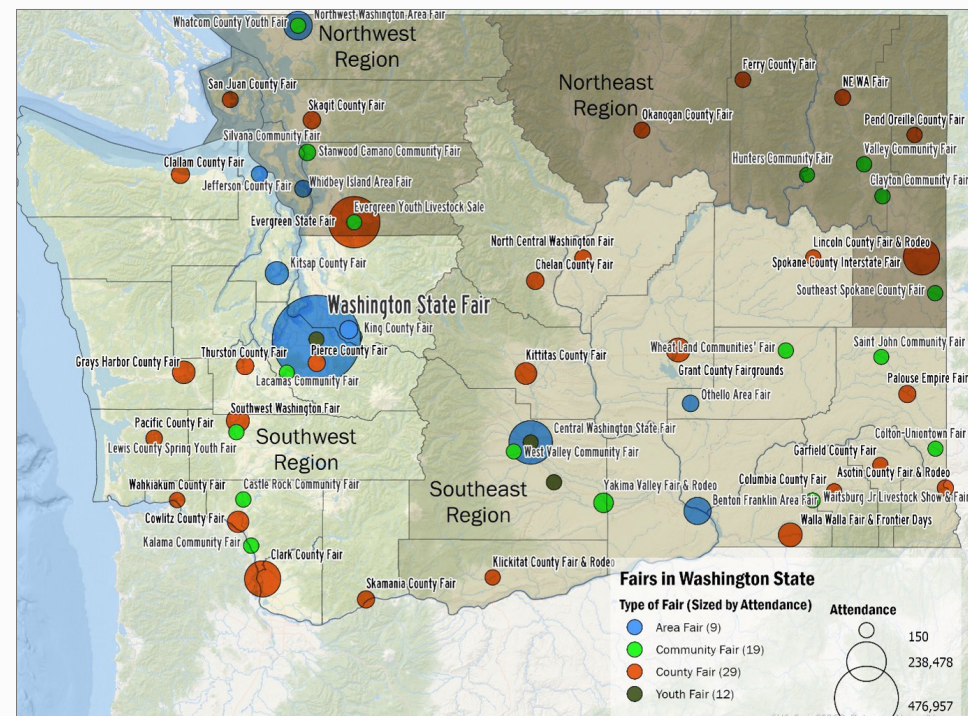 Northwest Washington Area Fair
Whatcom County Youth Fair
Northwest
Region
Ferry County Fair
NE WA Fair
San Juan County Fair
Northeast
Region
Skagit County Fair
Okanogan County Fair
Pend Oreille County Fair
Silvana Community Fair
Stanwood Camano Community Fair
Valley Community Fair
Clallam County Fair
Hunters Community Fair
Jefferson County Fair
Whidbey Island Area Fair
Clayton Community Fair
Evergreen Youth Livestock Sale
Evergreen State Fair
North Central Washington Fair
Lincoln County Fair & Rodeo
Kitsap County Fair
Chelan County Fair
Spokane County Interstate Fair
Southeast Spokane County Fair
Washington State Fair
King County Fair
Thurston County Fair
Pierce County Fair
Grays Harbor County Fair
Kittitas County Fair
Wheat Land Communities' Fair
Saint John Community Fair
Grant County Fairgrounds
Lacamas Community Fair
Palouse Empire Fair
Othello Area Fair
Southwest Washington Fair
Pacific County Fair
Southwest
Region
Central Washington State Fair
Colton-Uniontown Fair
Lewis County Spring Youth Fair
West Valley Community Fair
Garfield County Fair
Asotin County Fair & Rodeo
Columbia County Fair
Wahkiakum County Fair
Castle Rock Community Fair
Southeast
Region
Yakima Valley Fair & Rodeo
Benton Franklin Area Fair
Waitsburg Jr Livestock Show & Fair
Cowlitz County Fair
Walla Walla Fair & Frontier Days
Kalama Community Fair
Clark County Fair
Klickitat County Fair & Rodeo
Skamania County Fair
Fairs in Washington State
Type of Fair (Sized by Attendance)
Attendance
Area Fair (9)
Community Fair (19)
County Fair (29)
Youth Fair (12)
150
238,478
476,957